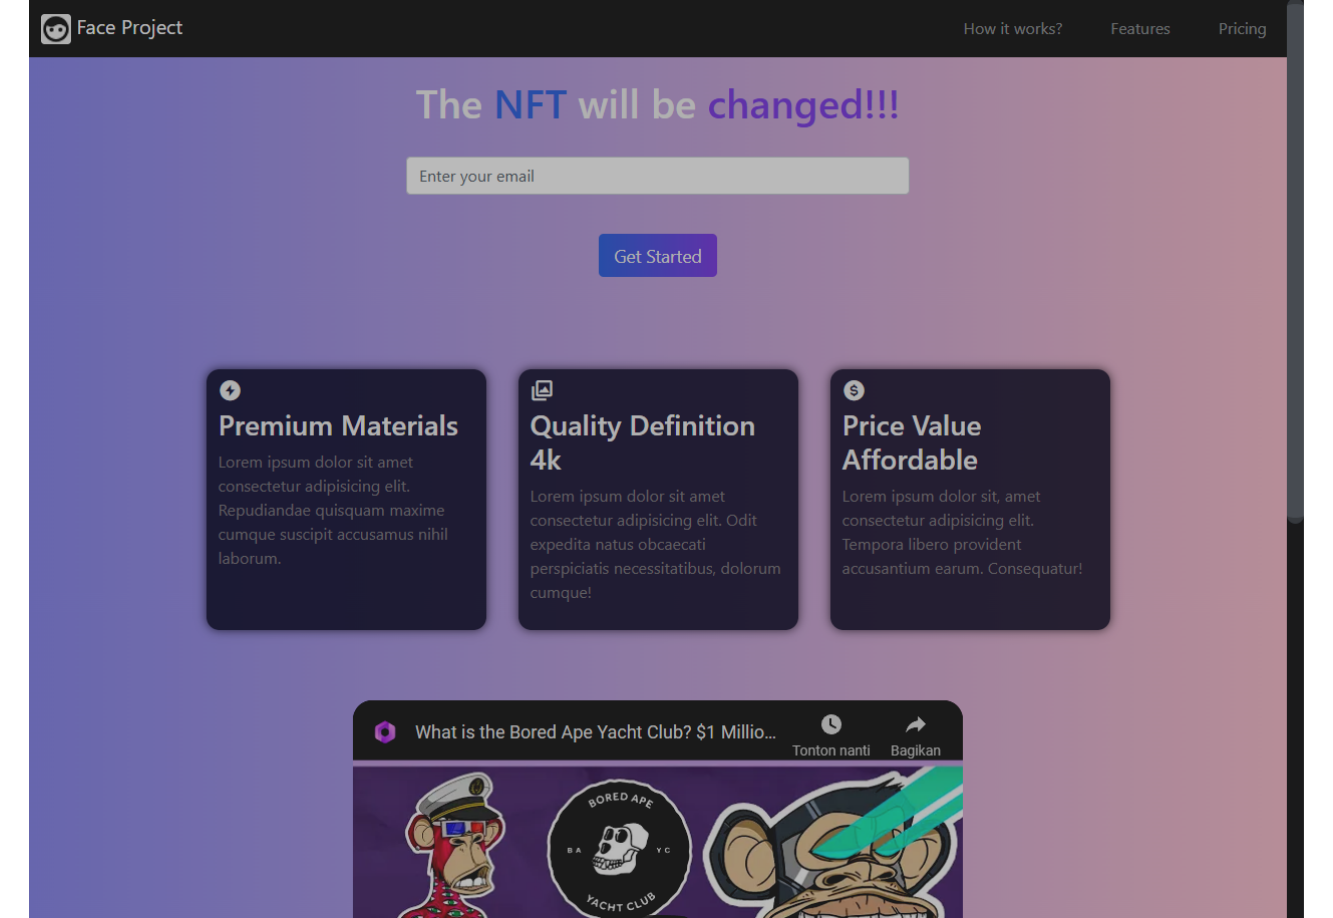 Face Project
How it works?
Features
Pricing
The NFT will be changed!!!
Enter your email
Get Started
Premium Materials
Lorem ipsum dolor sit amet
consectetur adipisicing elit.
Repudiandae quisquam maxime
cumque suscipit accusamus nihil
laborum.
Quality Definition
4k
Lorem ipsum dolor sit amet
consectetur adipisicing elit. Odit
expedita natus obcaecati
perspiciatis necessitatibus, dolorum
cumque!
Price Value
Affordable
Lorem ipsum dolor sit, amet
consectetur adipisicing elit.
Tempora libero provident
accusantium earum. Consequatur!
What is the Bored Ape Yacht Club? $1 Millio...
Tonton nanti
Bagikan
BORED APE
BA YC
YACHT CLUB